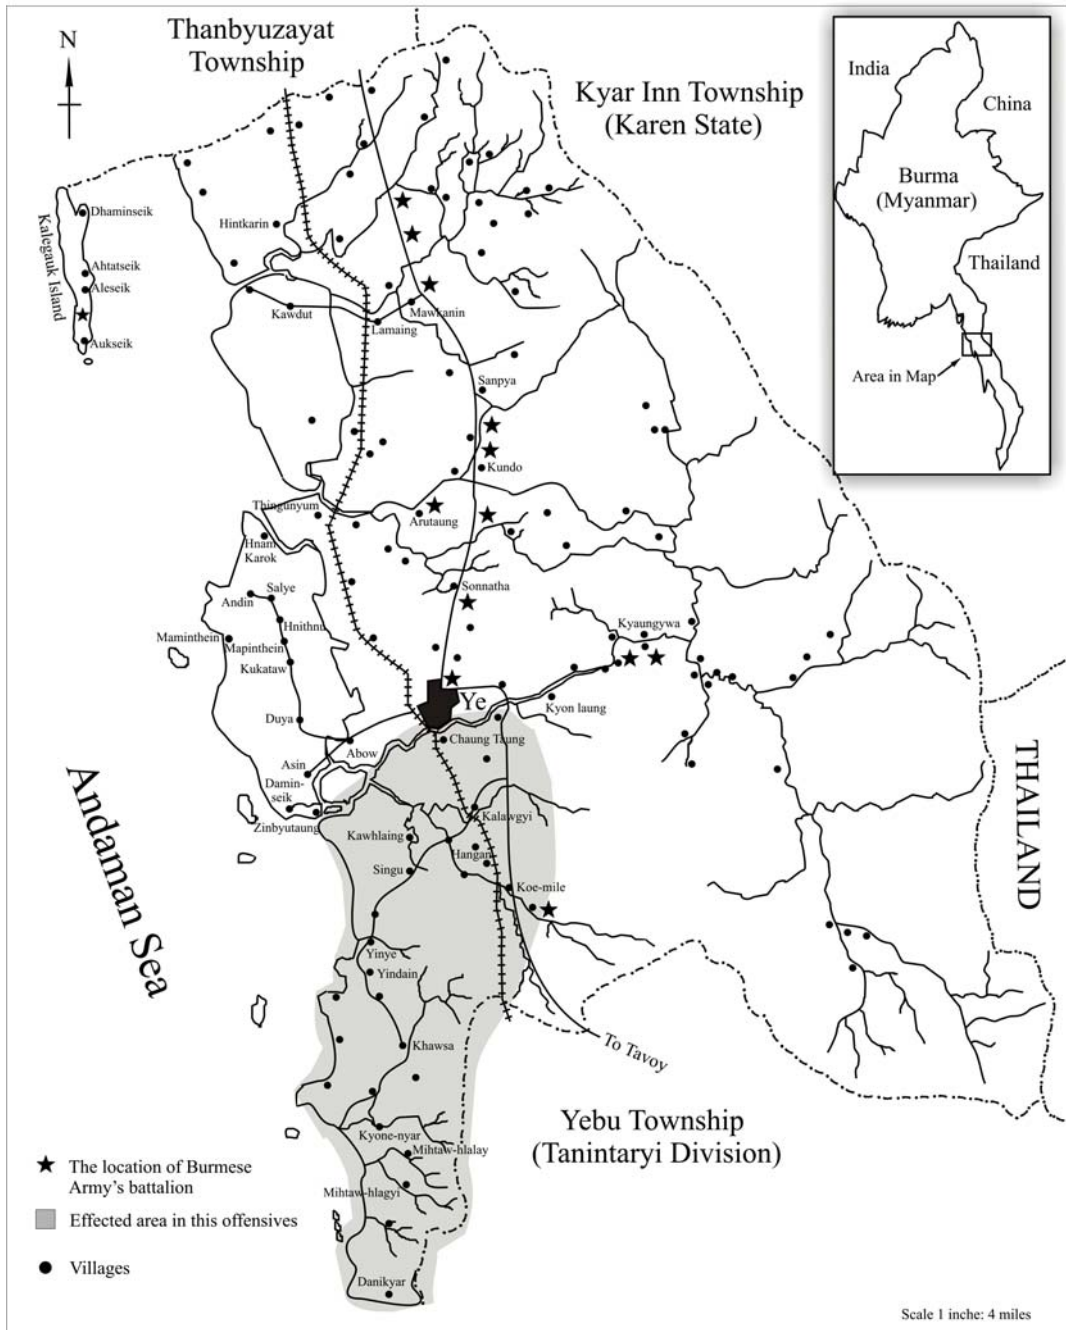 Thanbyuzayat
Township
N
Kyar Inn Township
(Karen State)
India
China
Burma
(Myanmar)
Thailand
Area in Map
Kalegauk Island
Dhaminseik
Ahtatseik
Aleseik
Aukseik
Hintkarin
Kawdut
Lamaing
Mawkanin
Sanpya
Kundo
Thingunyum
Arutaung
Hnam
Karok
Sonnatha
Salye
Andin
Hnithnu
Mamintheinn
Mapinthein
Kukataw
Kyaungywa
Duya
Ye
Kyon laung
Abow
Chaung Taung
Asin
Damin-
seik
Zinbyutaung
Kalawgyi
Kawhlaing
Hangan
Singu
Koe-mile
Andaman Sea
THAILAND
Yinye
Yindain
Khawsa
To Tavoy
Kyone-nyar
Mihtaw-hlalay
Mihtaw-hlagyi
Danikyar
Yebu Township
(Tanintaryi Division)
The location of Burmese
Army's battalion
Effected area in this offensives
Villages
Scale 1 inche: 4 miles